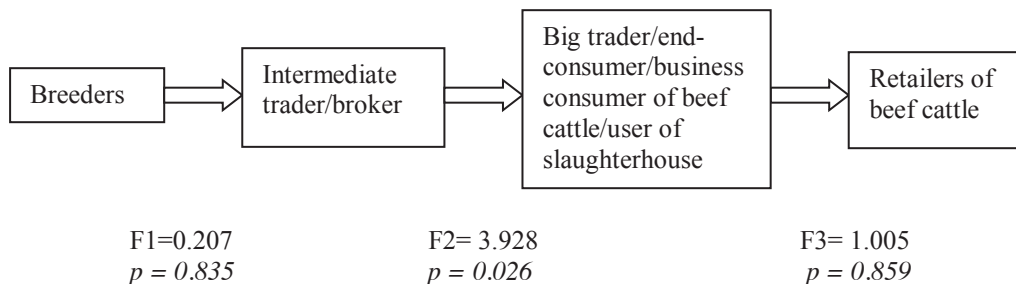 Breeders
Intermediate
trader/broker
Big trader/end-
consumer/business
consumer of beef
cattle/user of
slaughterhouse
Retailers of
beef cattle
F1=0.207
p = 0.835
F2= 3.928
p = 0.026
F3= 1.005
p = 0.859